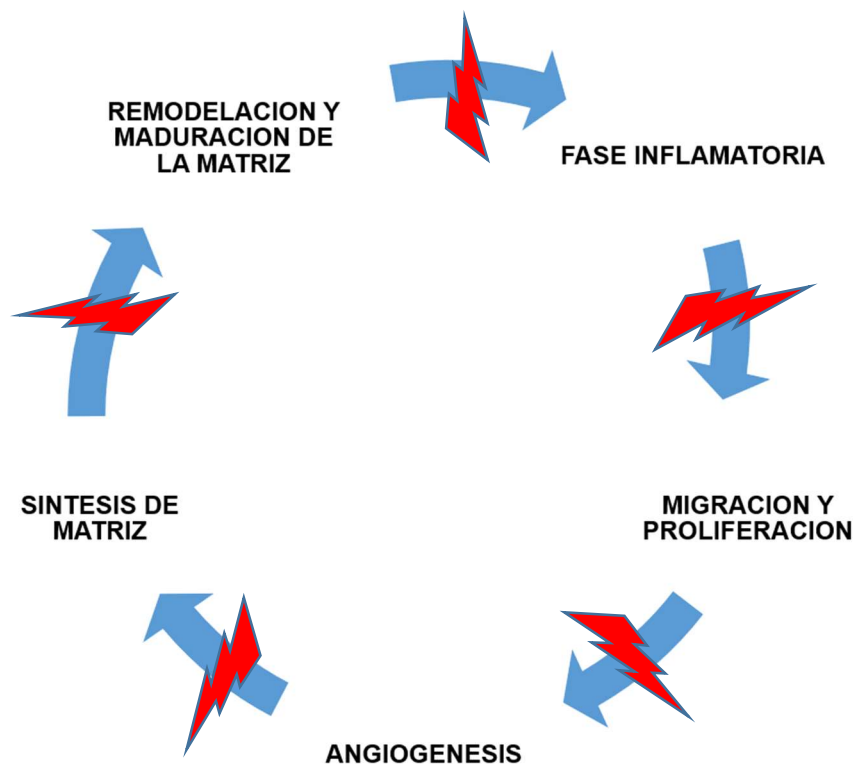 REMODELACION Y
MADURACION DE
LA MATRIZ
FASE INFLAMATORIA
MIGRACION Y
PROLIFERACION
ANGIOGENESIS
SINTESIS DE
MATRIZ